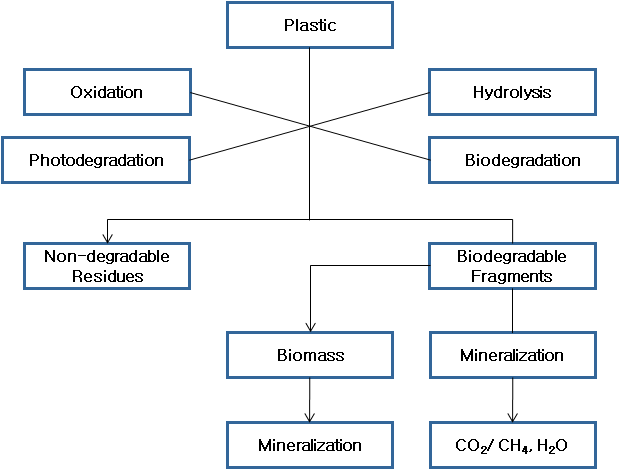 Plastic
Oxidation
Hydrolysis
Photodegradation
Biodegradation
Non-degradable
Residues
Biodegradable
Fragments
Biomass
Mineralization
Mineralization
CO₂/ CH₄, H₂O